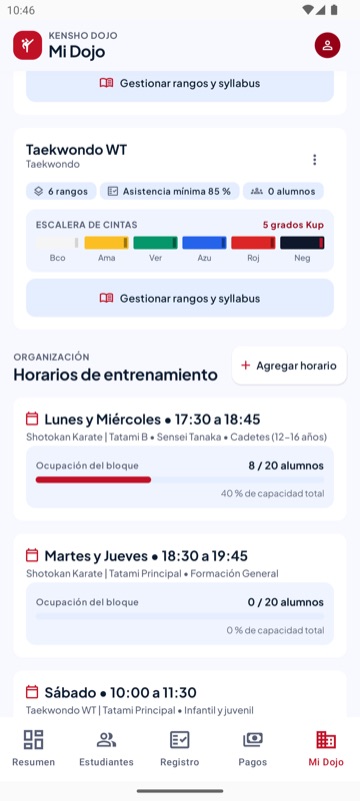 10:46
KENSHO DOJO
Mi Dojo
Gestionar rangos y syllabus
Taekwondo WT
Taekwondo
6 rangos
Asistencia mínima 85 %
0 alumnos
ESCALERA DE CINTAS
5 grados Kup
Bco
Ama
Ver
Azu
Roj
Neg
Gestionar rangos y syllabus
ORGANIZACIÓN
Horarios de entrenamiento
+ Agregar horario
Lunes y Miércoles • 17:30 a 18:45
Shotokan Karate | Tatami B • Sensei Tanaka • Cadetes (12–16 años)
Ocupación del bloque
8 / 20 alumnos
40 % de capacidad total
Martes y Jueves • 18:30 a 19:45
Shotokan Karate | Tatami Principal • Formación General
Ocupación del bloque
0 / 20 alumnos
0 % de capacidad total
Sábado • 10:00 a 11:30
Taekwondo WT | Tatami Principal • Infantil y juvenil
Resumen
Estudiantes
Registro
Pagos
Mi Dojo